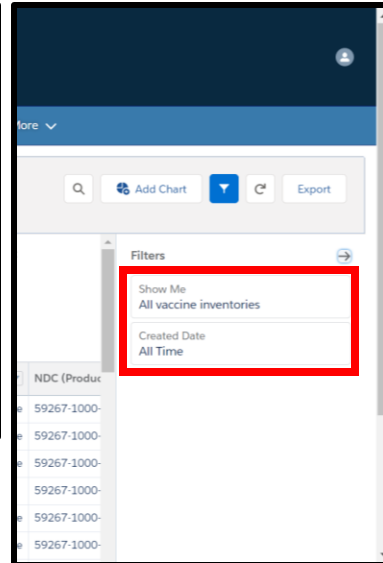 More
Add Chart
Export
Filters
Show Me
All vaccine inventories
Created Date
All Time
NDC (Produc
e 59267-1000-
e 59267-1000-
e 59267-1000-
59267-1000-
e 59267-1000-
e 59267-1000-